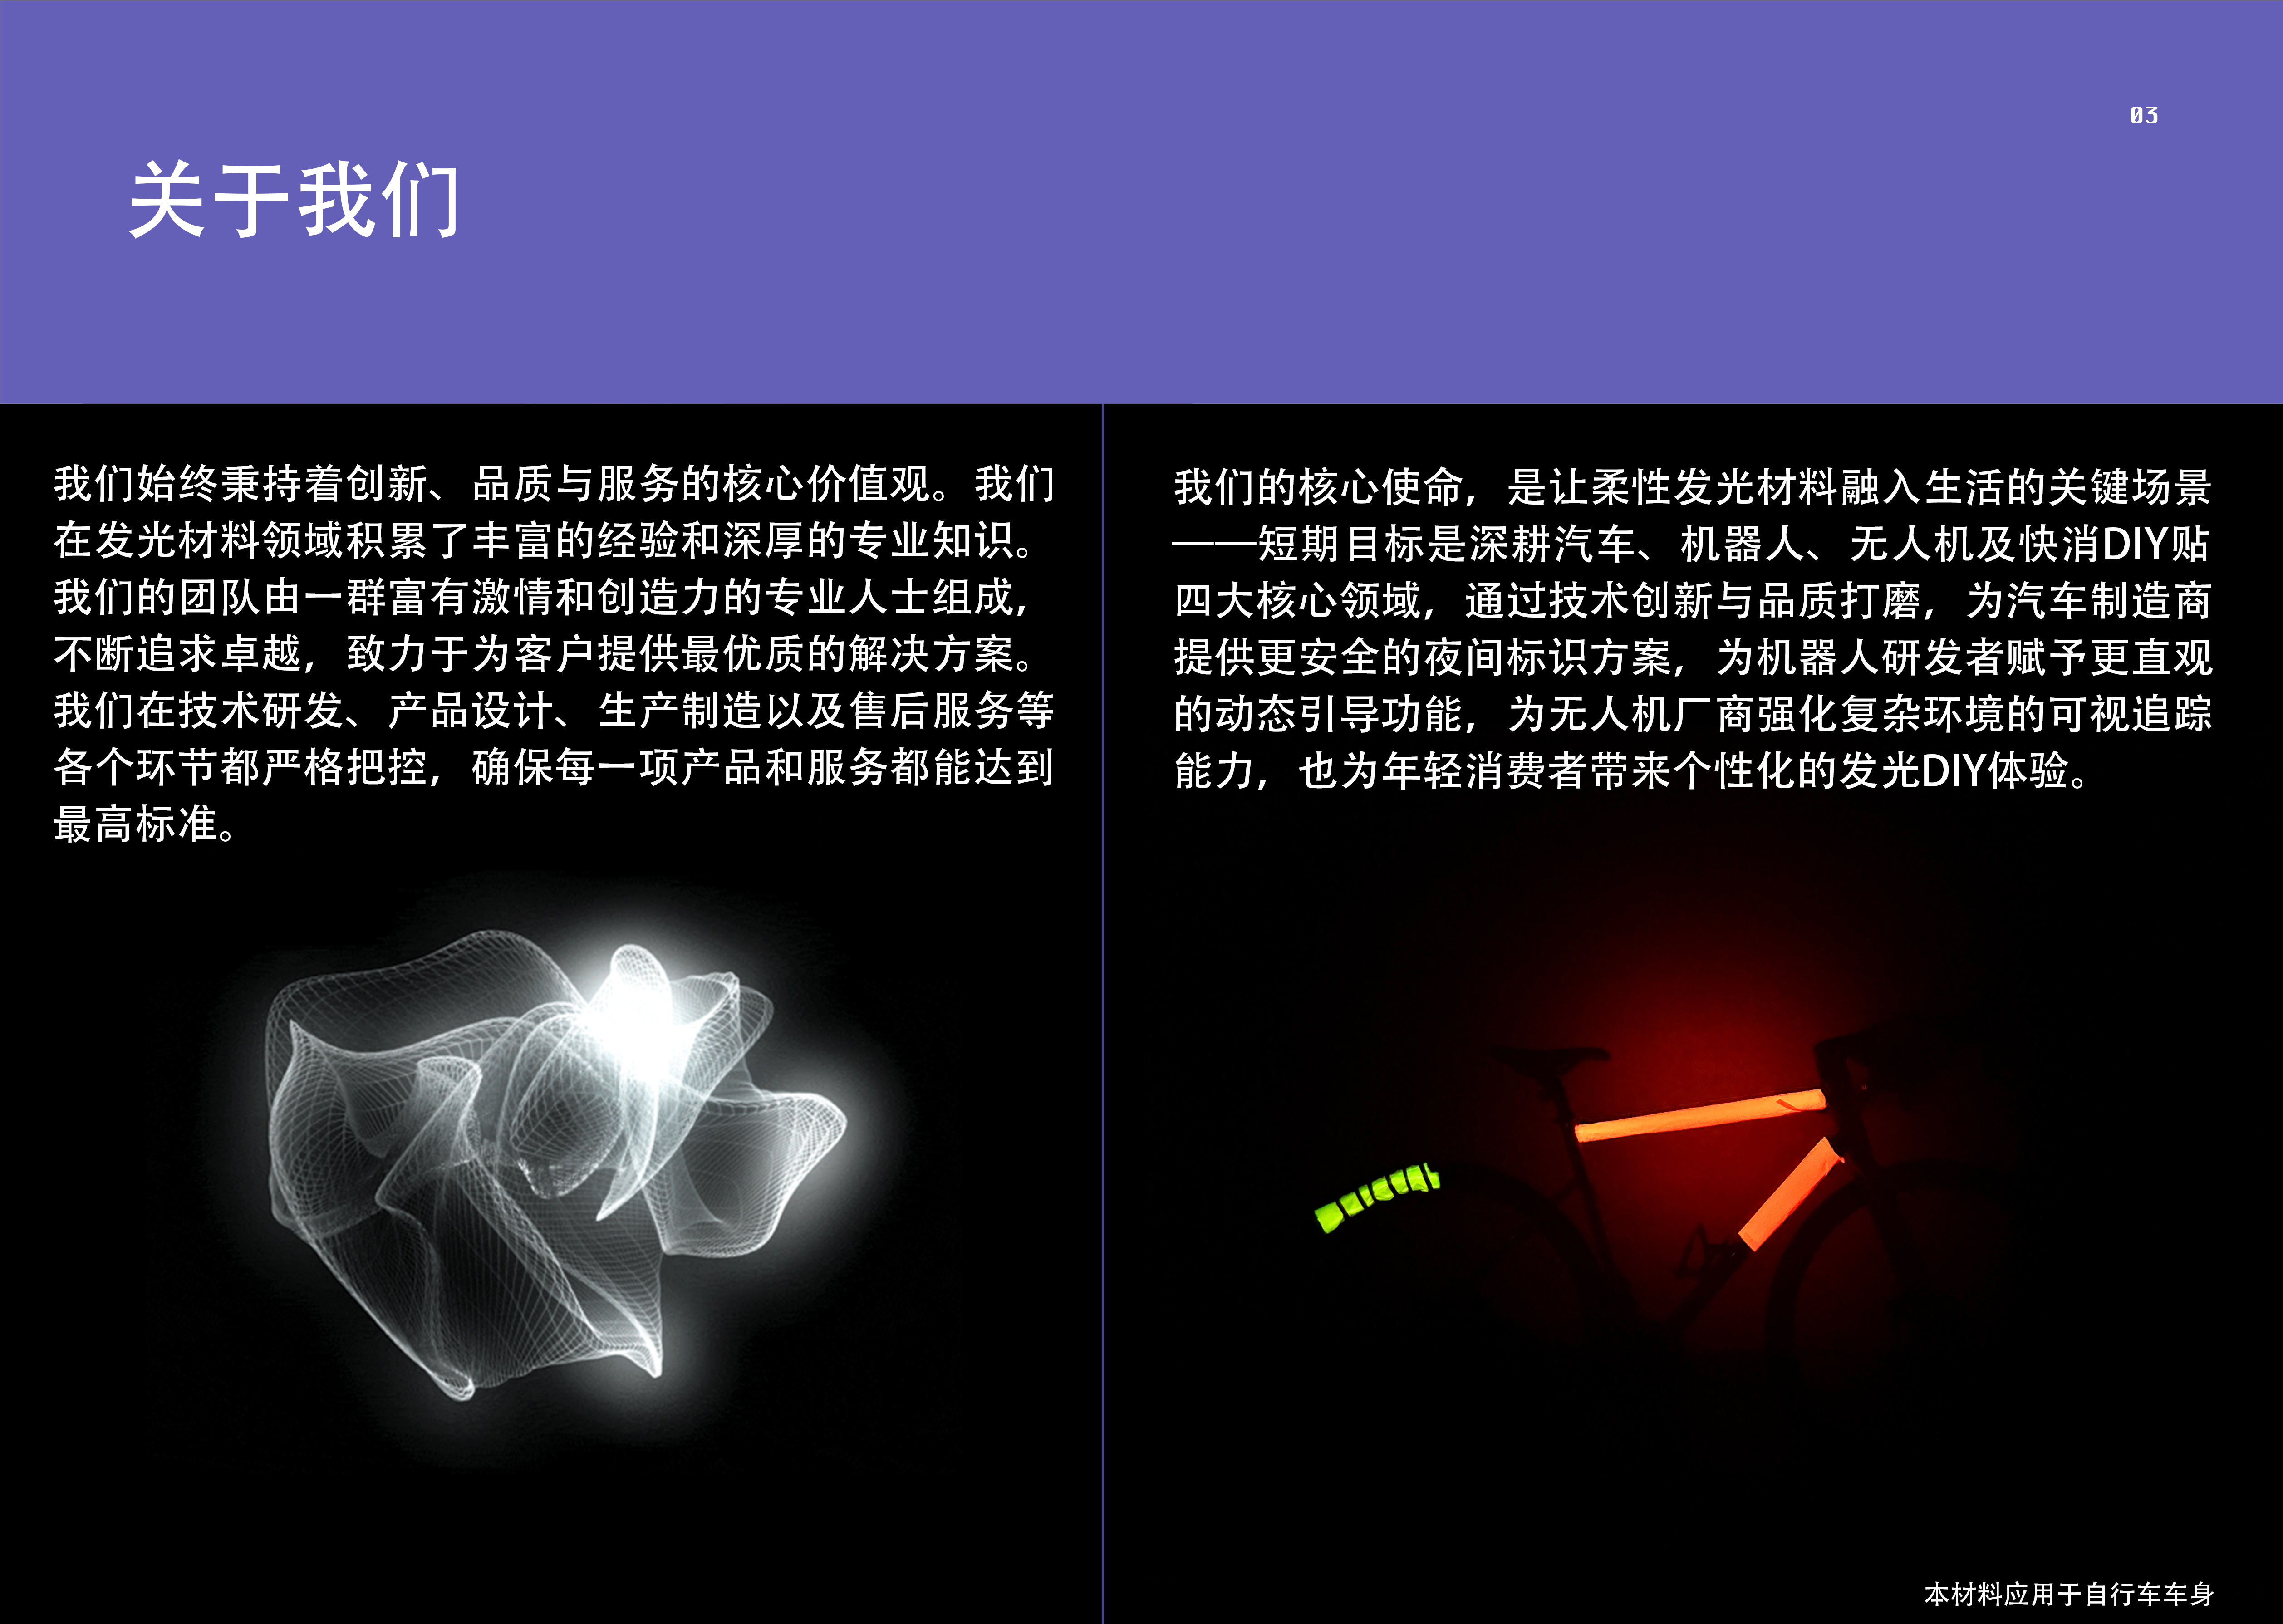 03
关于我们
我们始终秉持着创新、品质与服务的核心价值观。我们
在发光材料领域积累了丰富的经验和深厚的专业知识。
我们的团队由一群富有激情和创造力的专业人士组成，
不断追求卓越，致力于为客户提供最优质的解决方案。
我们在技术研发、产品设计、生产制造以及售后服务等
各个环节都严格把控，确保每一项产品和服务都能达到
最高标准。
我们的核心使命，是让柔性发光材料融入生活的关键场景
——短期目标是深耕汽车、机器人、无人机及快消DIY贴
四大核心领域，通过技术创新与品质打磨，为汽车制造商
提供更安全的夜间标识方案，为机器人研发者赋予更直观
的动态引导功能，为无人机厂商强化复杂环境的可视追踪
能力，也为年轻消费者带来个性化的发光DIY体验。
本材料应用于自行车车身